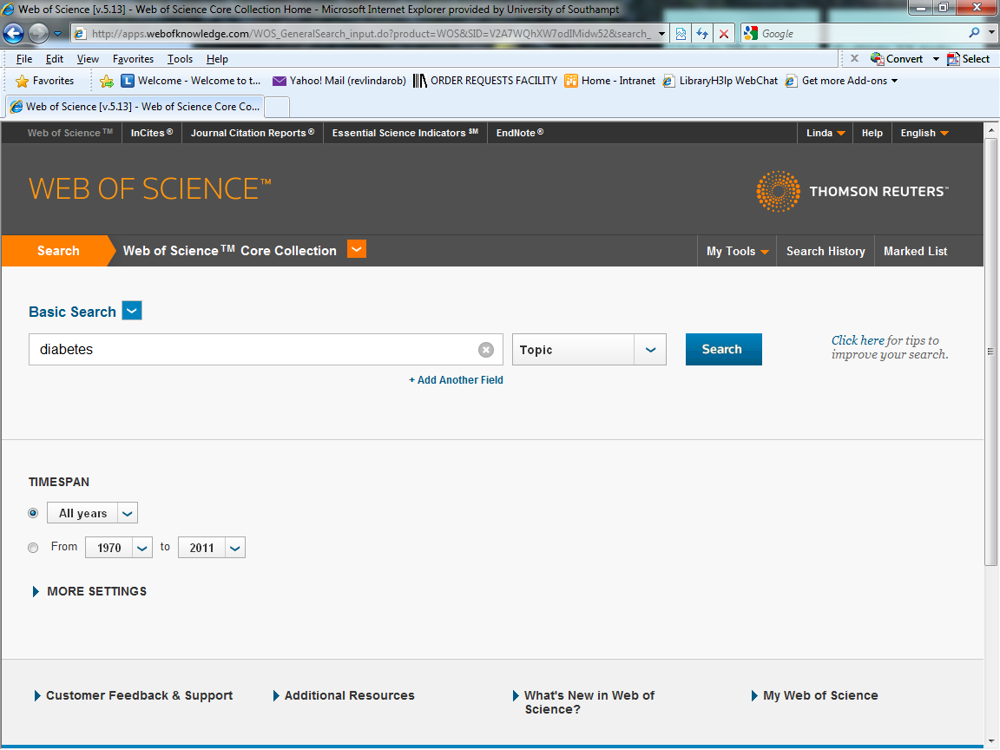 Web of Science [v.5.13] - Web of Science Core Collection Home - Microsoft Internet Explorer provided by University of Southampt
http://apps.webofknowledge.com/WOS_GeneralSearch_input.do?product=WOS&SID=V2A7WQhXW7odIMidw52&search_ Google
File Edit View Favorites Tools Help Convert Select
Favorites Welcome - Welcome to t... Yahoo! Mail (revlindarob) ORDER REQUESTS FACILITY Home - Intranet LibraryH3lp WebChat Get more Add-ons
Web of Science [v.5.13] - Web of Science Core Co...
Web of Science™ InCites® Journal Citation Reports® Essential Science Indicators℠ EndNote® Linda Help English
WEB OF SCIENCE™ THOMSON REUTERS™
Search Web of Science™ Core Collection My Tools Search History Marked List
Basic Search
diabetes Topic Search
Click here for tips to
improve your search.
+ Add Another Field
TIMESPAN
All years
From 1970 to 2011
MORE SETTINGS
Customer Feedback & Support Additional Resources What's New in Web of Science? My Web of Science